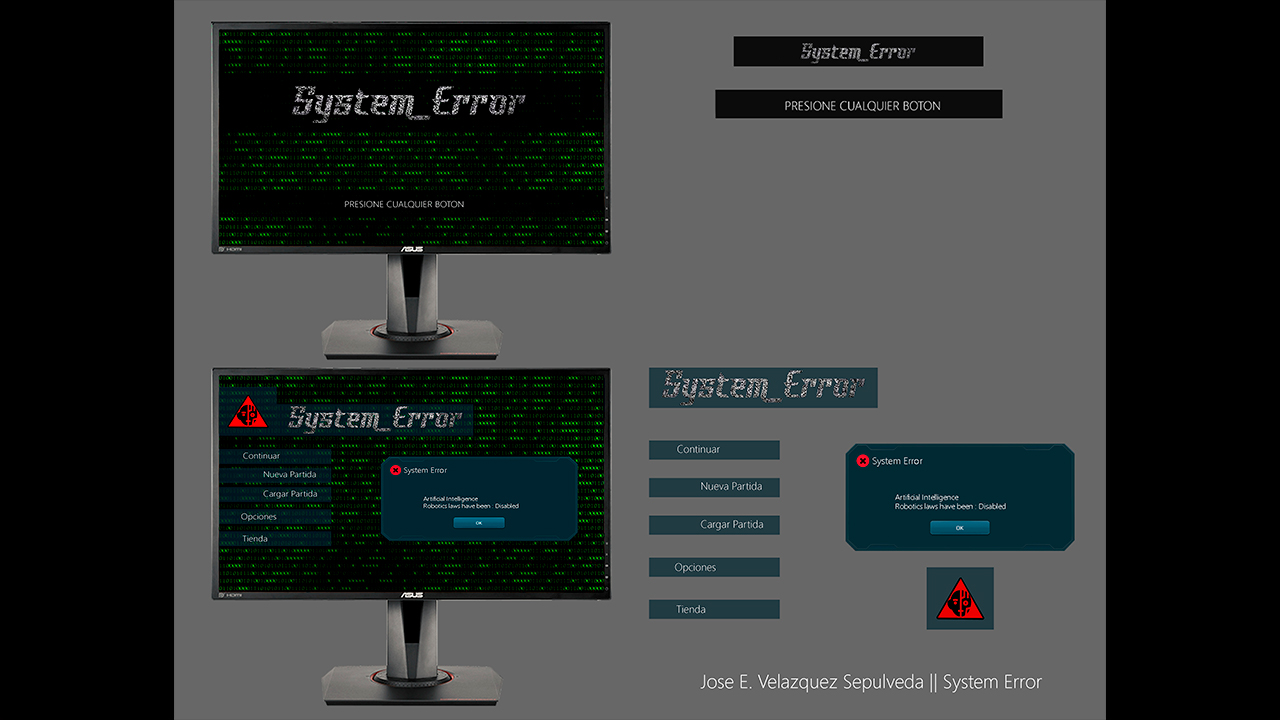 System_Error
PRESIONE CUALQUIER BOTON
HDMI
ASUS
System_Error
PRESIONE CUALQUIER BOTON
System_Error
Continuar
Nueva Partida
Cargar Partida
Opciones
Tienda
System Error
Artificial Intelligence
Robotics laws have been : Disabled
OK
HDMI
ASUS
System_Error
Continuar
Nueva Partida
Cargar Partida
Opciones
Tienda
System Error
Artificial Intelligence
Robotics laws have been : Disabled
OK
Jose E. Velazquez Sepulveda || System Error